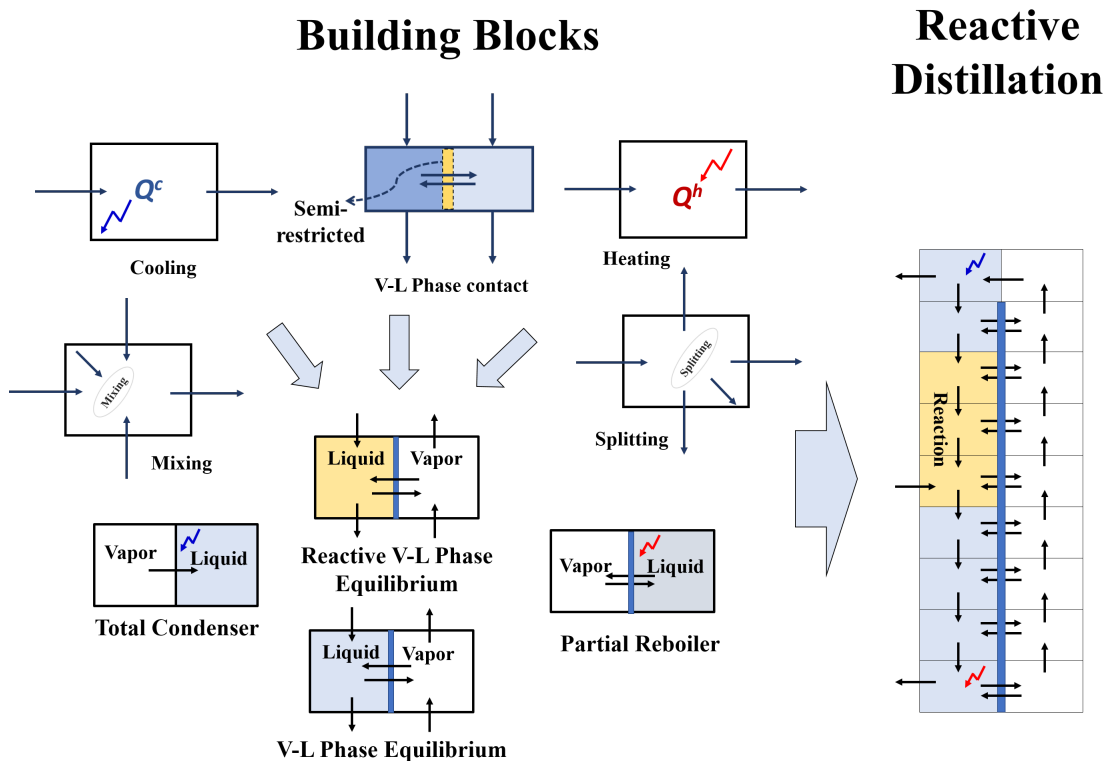 Building Blocks
Reactive
Distillation
Q^c
Semi-
restricted
Q^h
Cooling
V-L Phase contact
Heating
Mixing
Mixing
Splitting
Splitting
Liquid
Vapor
Reactive V-L Phase
Equilibrium
Vapor
Liquid
Total Condenser
Vapor
Liquid
Partial Reboiler
Liquid
Vapor
V-L Phase Equilibrium
Reaction